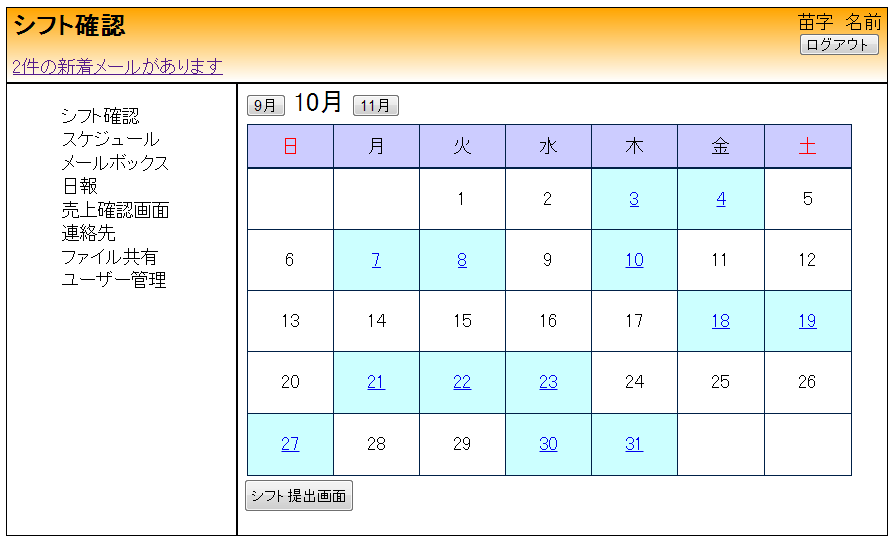 シフト確認
苗字 名前
ログアウト
2件の新着メールがあります
シフト確認
スケジュール
メールボックス
日報
売上確認画面
連絡先
ファイル共有
ユーザー管理
9月 10月 11月
日 月 火 水 木 金 土
1 2 3 4 5
6 7 8 9 10 11 12
13 14 15 16 17 18 19
20 21 22 23 24 25 26
27 28 29 30 31
シフト提出画面